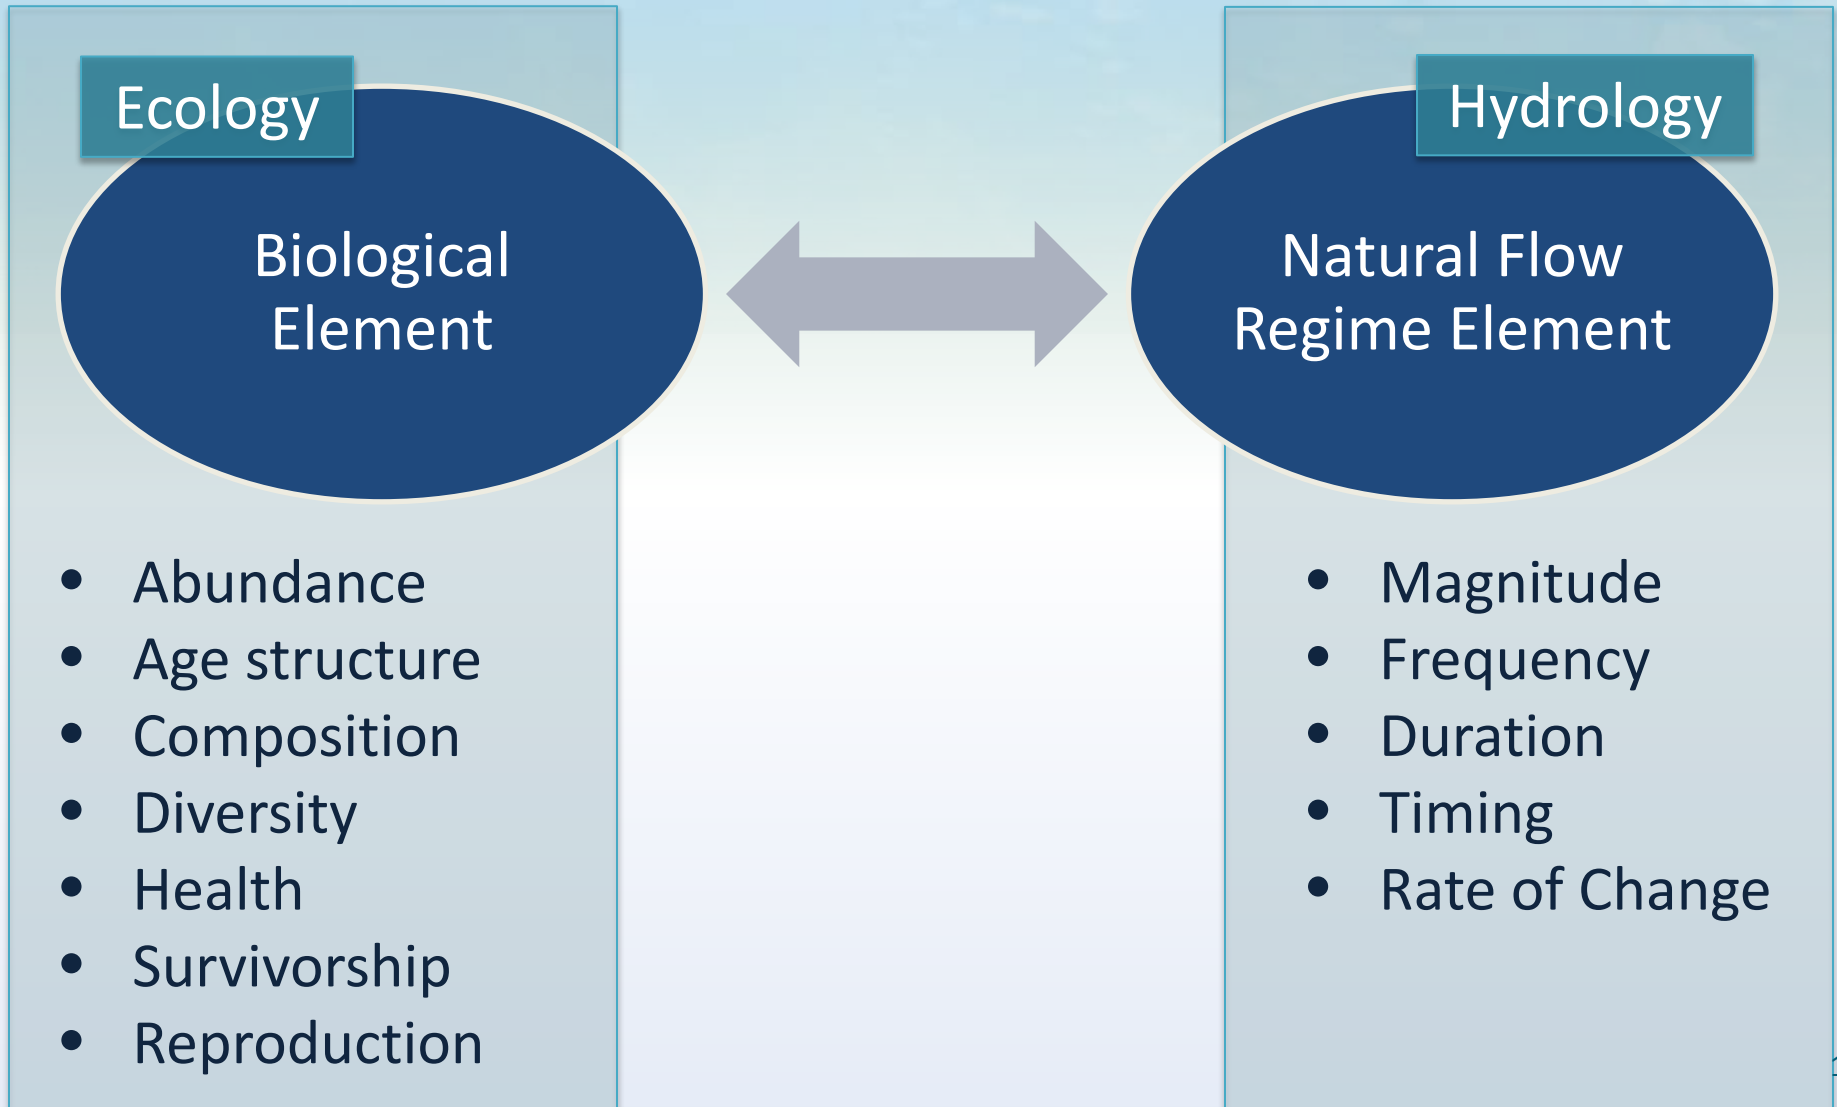 Ecology
Biological
Element
• Abundance
• Age structure
• Composition
• Diversity
• Health
• Survivorship
• Reproduction
Hydrology
Natural Flow
Regime Element
• Magnitude
• Frequency
• Duration
• Timing
• Rate of Change